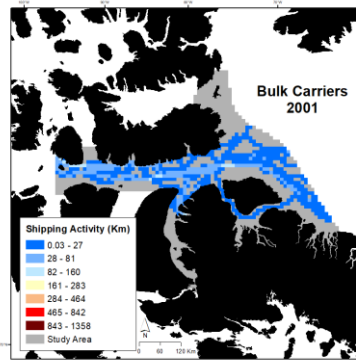 Bulk Carriers
2001
Shipping Activity (Km)
0.03 - 27
28 - 81
82 - 160
161 - 283
284 - 464
465 - 842
843 - 1358
Study Area
N
0
60
120 Km